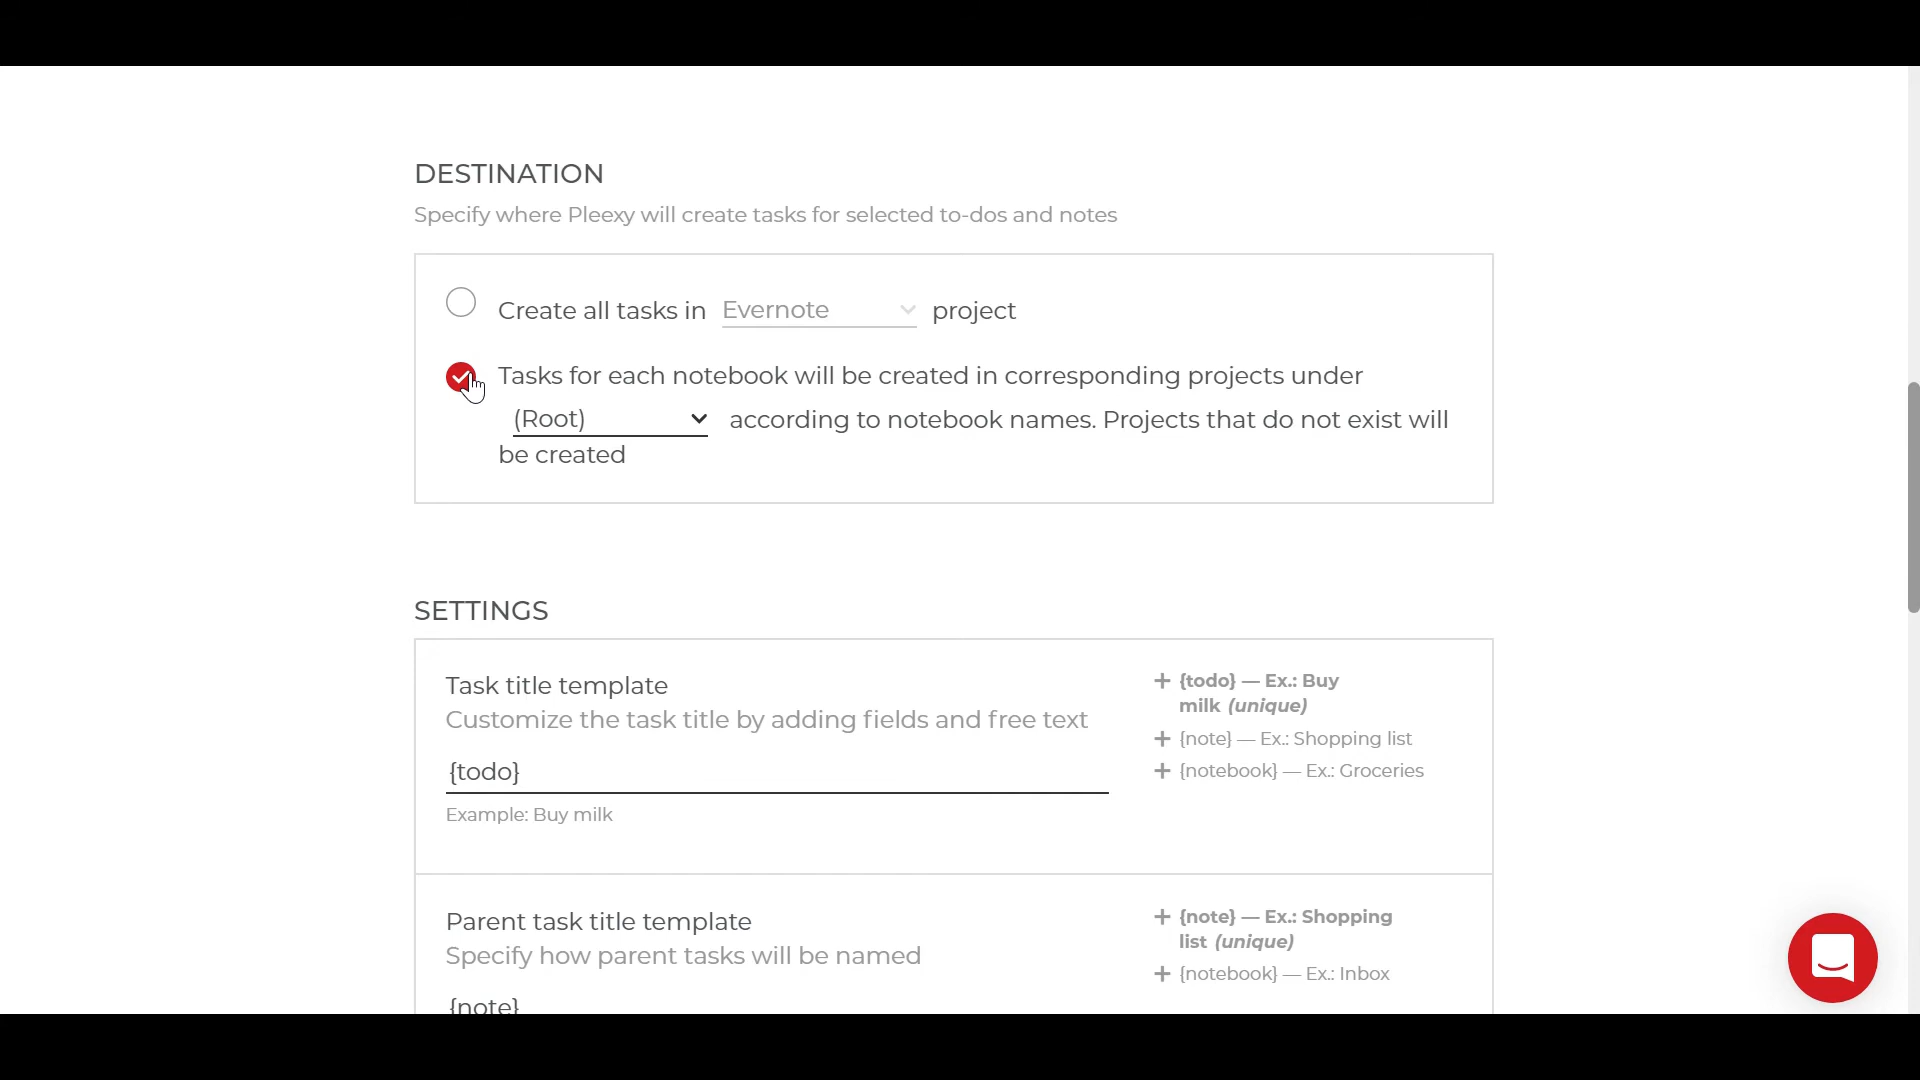 DESTINATION
Specify where Pleexy will create tasks for selected to-dos and notes
Create all tasks in Evernote project
Tasks for each notebook will be created in corresponding projects under
(Root) according to notebook names. Projects that do not exist will
be created
SETTINGS
Task title template
Customize the task title by adding fields and free text
{todo}
Example: Buy milk
+ {todo} — Ex.: Buy
milk (unique)
+ {note} — Ex.: Shopping list
+ {notebook} — Ex.: Groceries
Parent task title template
Specify how parent tasks will be named
{note}
+ {note} — Ex.: Shopping
list (unique)
+ {notebook} — Ex.: Inbox